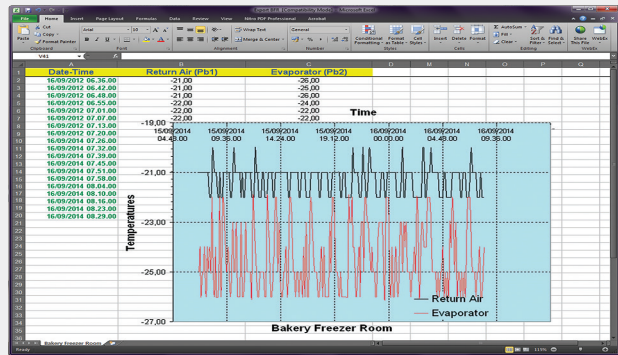 File Home Insert Page Layout Formulas Data Review View Nitro PDF Professional Acrobat
Cut
Copy
Format Painter
Paste
Arial
Wrap Text
Merge & Center
General
Conditional Formatting
Format as Table
Cell Styles
Insert Delete Format
AutoSum
Fill
Clear
Sort & Filter
Find & Select
Share This File
WebEx
Clipboard Font Alignment Number Styles Cells Editing WebEx
V41
A B C D E F G
Date-Time Return Air (Pb1) Evaporator (Pb2)
16/09/2012 06.36.00 -21,00 -26,00
16/09/2012 06.42.00 -21,00 -25,00
16/09/2012 06.48.00 -21,00 -26,00
16/09/2012 06.55.00 -22,00 -24,00
16/09/2012 07.01.00 -22,00 -22,00
16/09/2012 07.07.00 -22,00 -22,00
16/09/2012 07.13.00
16/09/2012 07.20.00
16/09/2014 07.26.00
16/09/2014 07.32.00
16/09/2014 07.39.00
16/09/2014 07.45.00
16/09/2014 07.51.00
16/09/2014 07.58.00
16/09/2014 08.04.00
16/09/2014 08.10.00
16/09/2014 08.16.00
16/09/2014 08.23.00
16/09/2014 08.29.00
Time
15/09/2014 15/09/2014 15/09/2014 15/09/2014 16/09/2014 16/09/2014 16/09/2014
04.48.00 09.36.00 14.24.00 19.12.00 00.00.00 04.48.00 09.36.00
-19,00
-21,00
-23,00
-25,00
-27,00
Temperatures
Return Air
Evaporator
Bakery Freezer Room
Bakery Freezer Room
Ready
115%